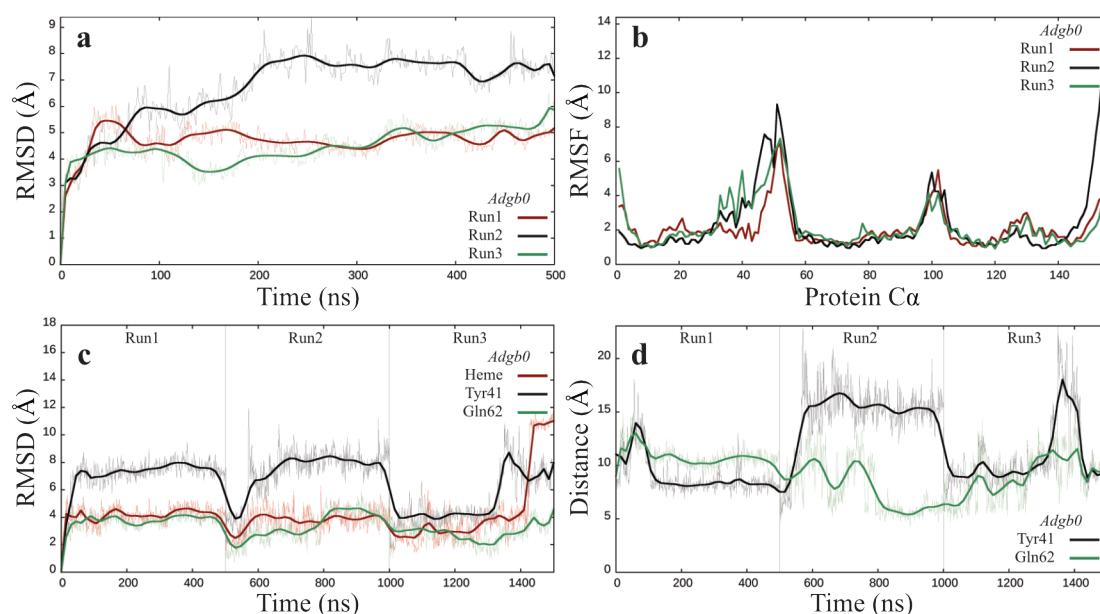 a
9
8
7
6
5
4
3
2
1
0
RMSD (Å)
Adgb0
Run1
Run2
Run3
0
100
200
300
400
500
Time (ns)
b
14
12
10
8
6
4
2
0
RMSF (Å)
Adgb0
Run1
Run2
Run3
0
20
40
60
80
100
120
140
Protein Cα
c
18
16
14
12
10
8
6
4
2
0
RMSD (Å)
Run1
Run2
Run3
Adgb0
Heme
Tyr41
Gln62
0
200
400
600
800
1000
1200
1400
Time (ns)
d
20
15
10
5
0
Distance (Å)
Run1
Run2
Run3
Adgb0
Tyr41
Gln62
0
200
400
600
800
1000
1200
1400
Time (ns)